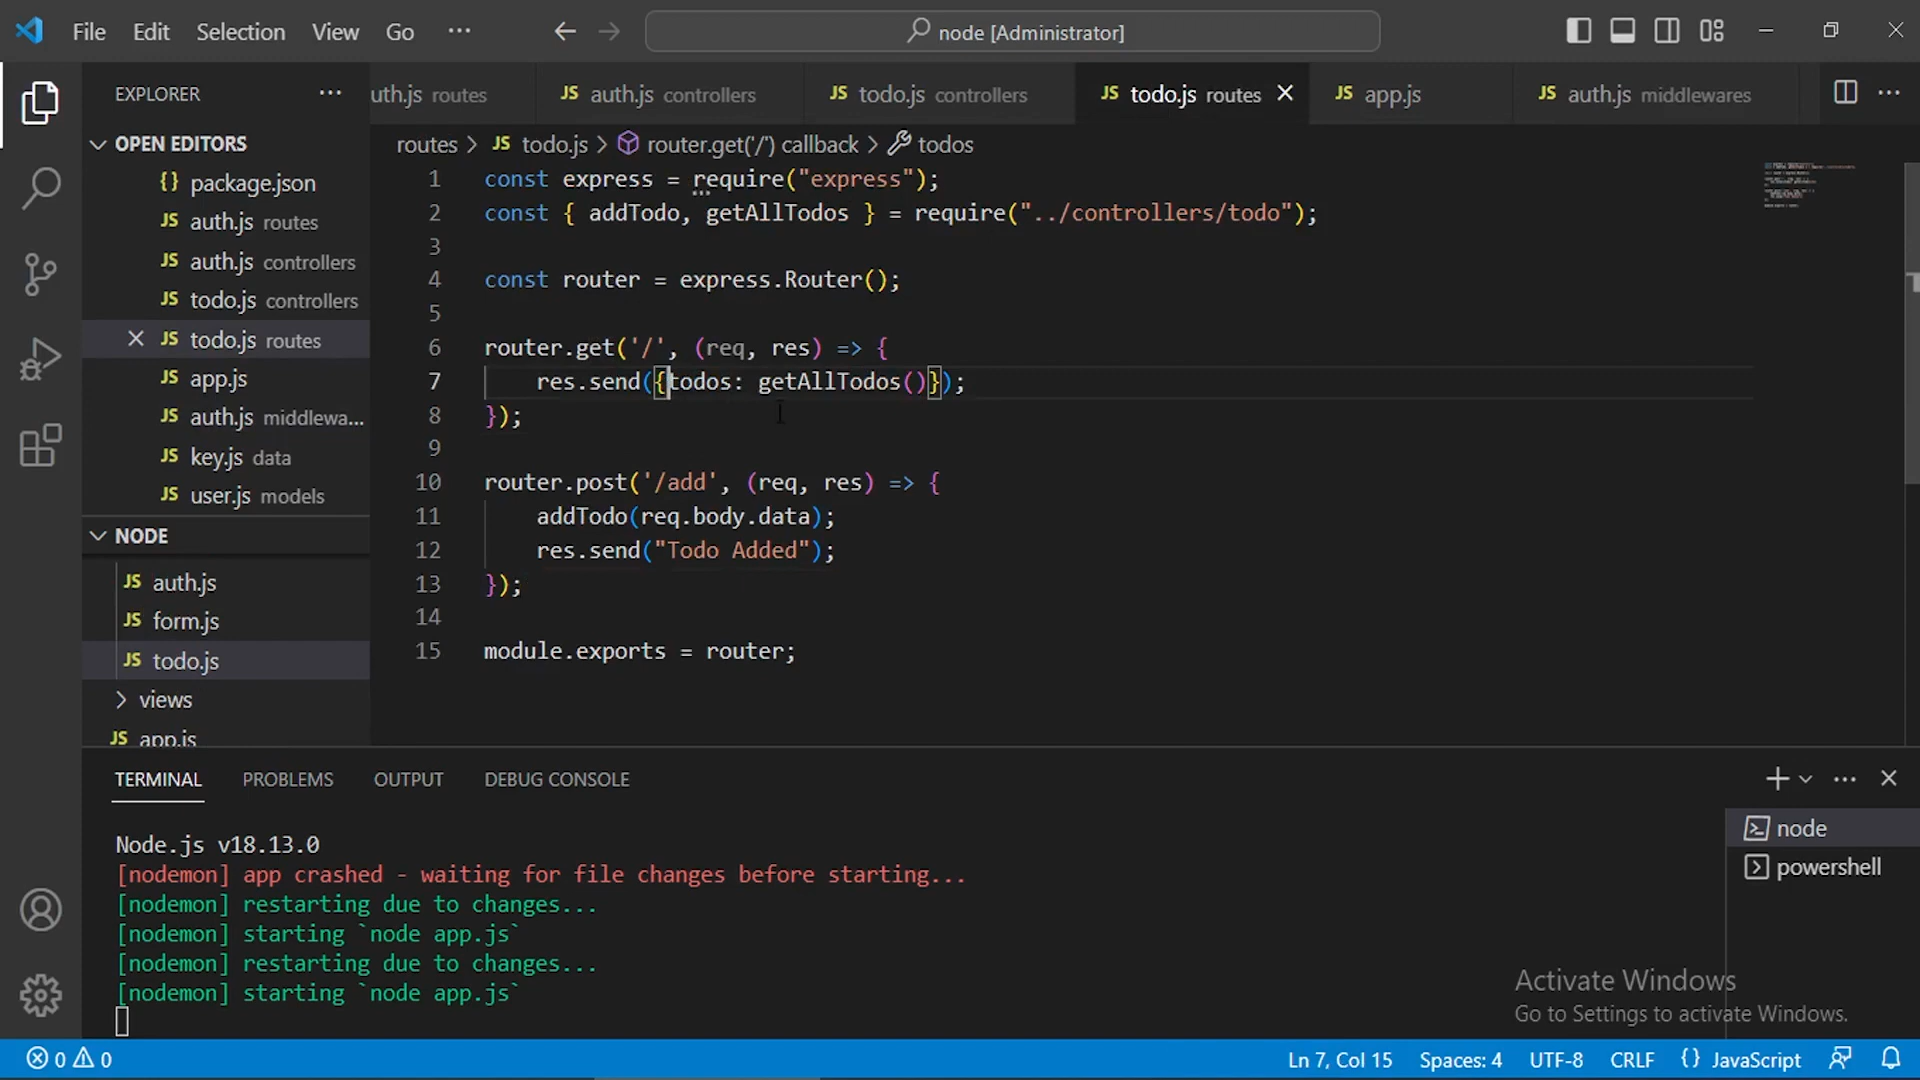 File Edit Selection View Go ··· node [Administrator]
EXPLORER ···
OPEN EDITORS
{} package.json
JS auth.js routes
JS auth.js controllers
JS todo.js controllers
JS todo.js routes
JS app.js
JS auth.js middlewa...
JS key.js data
JS user.js models
NODE
JS auth.js
JS form.js
JS todo.js
views
JS app.js
uth.js routes JS auth.js controllers JS todo.js controllers JS todo.js routes JS app.js JS auth.js middlewares
routes > JS todo.js > router.get('/') callback > todos
1 const express = require("express");
2 const { addTodo, getAllTodos } = require("../controllers/todo");
3
4 const router = express.Router();
5
6 router.get('/', (req, res) => {
7 res.send({todos: getAllTodos()});
8 });
9
10 router.post('/add', (req, res) => {
11 addTodo(req.body.data);
12 res.send("Todo Added");
13 });
14
15 module.exports = router;
TERMINAL PROBLEMS OUTPUT DEBUG CONSOLE
Node.js v18.13.0
[nodemon] app crashed - waiting for file changes before starting...
[nodemon] restarting due to changes...
[nodemon] starting `node app.js`
[nodemon] restarting due to changes...
[nodemon] starting `node app.js`
node
powershell
Activate Windows
Go to Settings to activate Windows.
0 0 Ln 7, Col 15 Spaces: 4 UTF-8 CRLF {} JavaScript